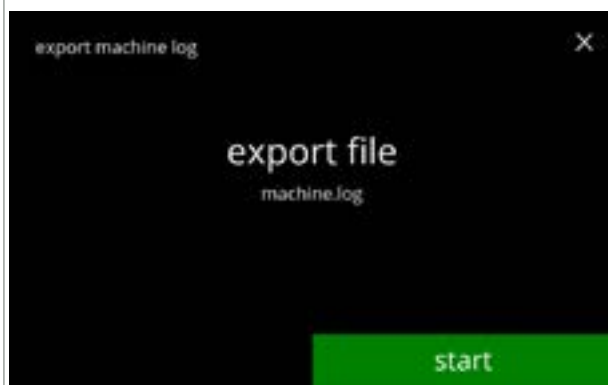 export machine log
export file
machine.log
start